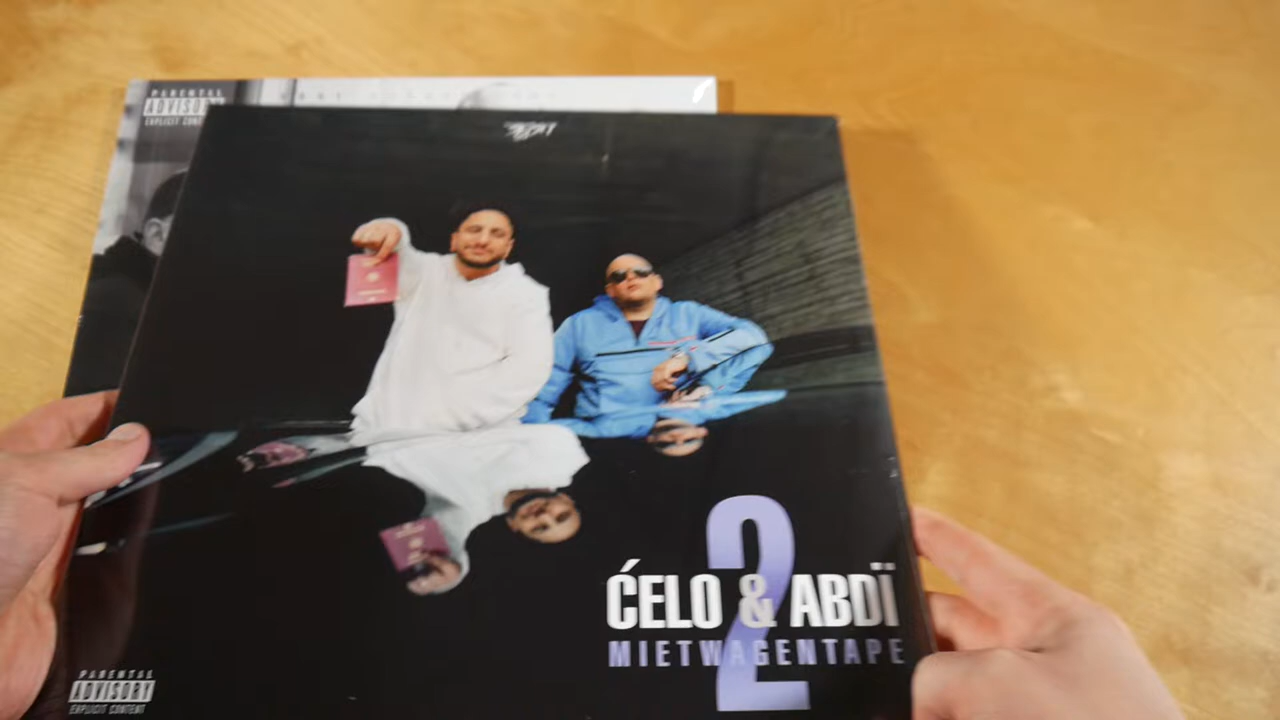 PARENTAL
ADVISORY
EXPLICIT CONTENT
2
ĆELO & ABDÏ
MIETWAGENTAPE
PARENTAL
ADVISORY
EXPLICIT CONTENT